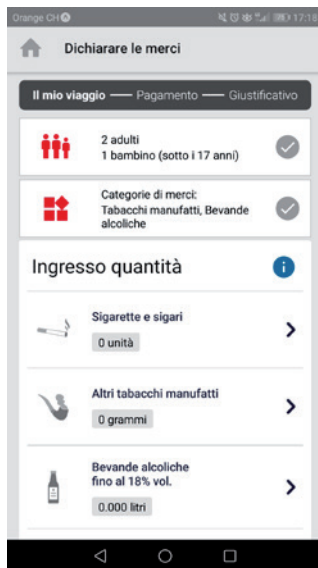 Orange CH 17:18
Dichiarare le merci
Il mio viaggio — Pagamento — Giustificativo
2 adulti
1 bambino (sotto i 17 anni)
Categorie di merci:
Tabacchi manufatti, Bevande
alcoliche
Ingresso quantità
i
Sigarette e sigari
0 unità
Altri tabacchi manufatti
0 grammi
Bevande alcoliche
fino al 18% vol.
0.000 litri